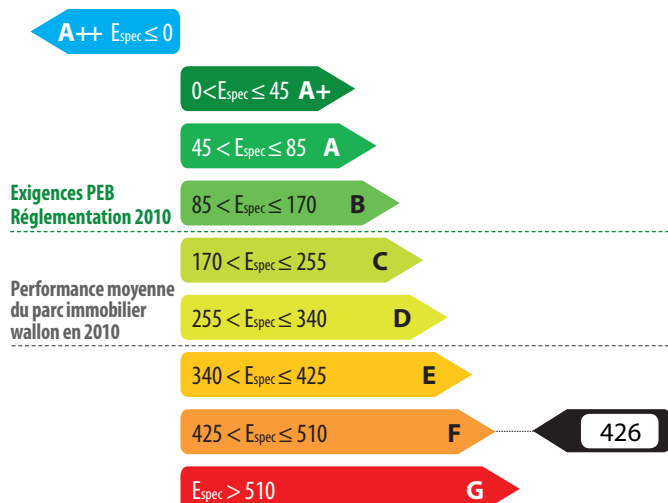 A++ Espec ≤ 0
0<Espec ≤ 45 A+
45 < Espec ≤ 85 A
Exigences PEB
Réglementation 2010
85 < Espec ≤ 170 B
170 < Espec ≤ 255 C
Performance moyenne
du parc immobilier
wallon en 2010
255 < Espec ≤ 340 D
340 < Espec ≤ 425 E
425 < Espec ≤ 510 F
426
Espec > 510 G